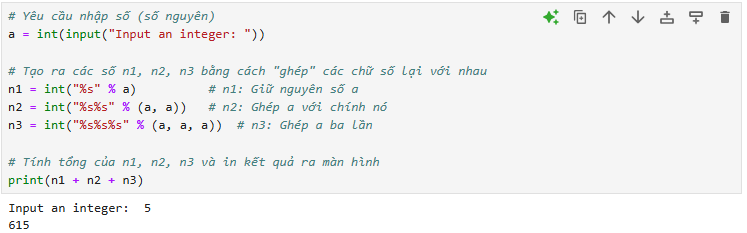 # Yêu cầu nhập số (số nguyên)
a = int(input("Input an integer: "))
# Tạo ra các số n1, n2, n3 bằng cách "ghép" các chữ số lại với nhau
n1 = int("%s" % a)          # n1: Giữ nguyên số a
n2 = int("%s%s" % (a, a))   # n2: Ghép a với chính nó
n3 = int("%s%s%s" % (a, a, a))  # n3: Ghép a ba lần
# Tính tổng của n1, n2, n3 và in kết quả ra màn hình
print(n1 + n2 + n3)
Input an integer:  5
615